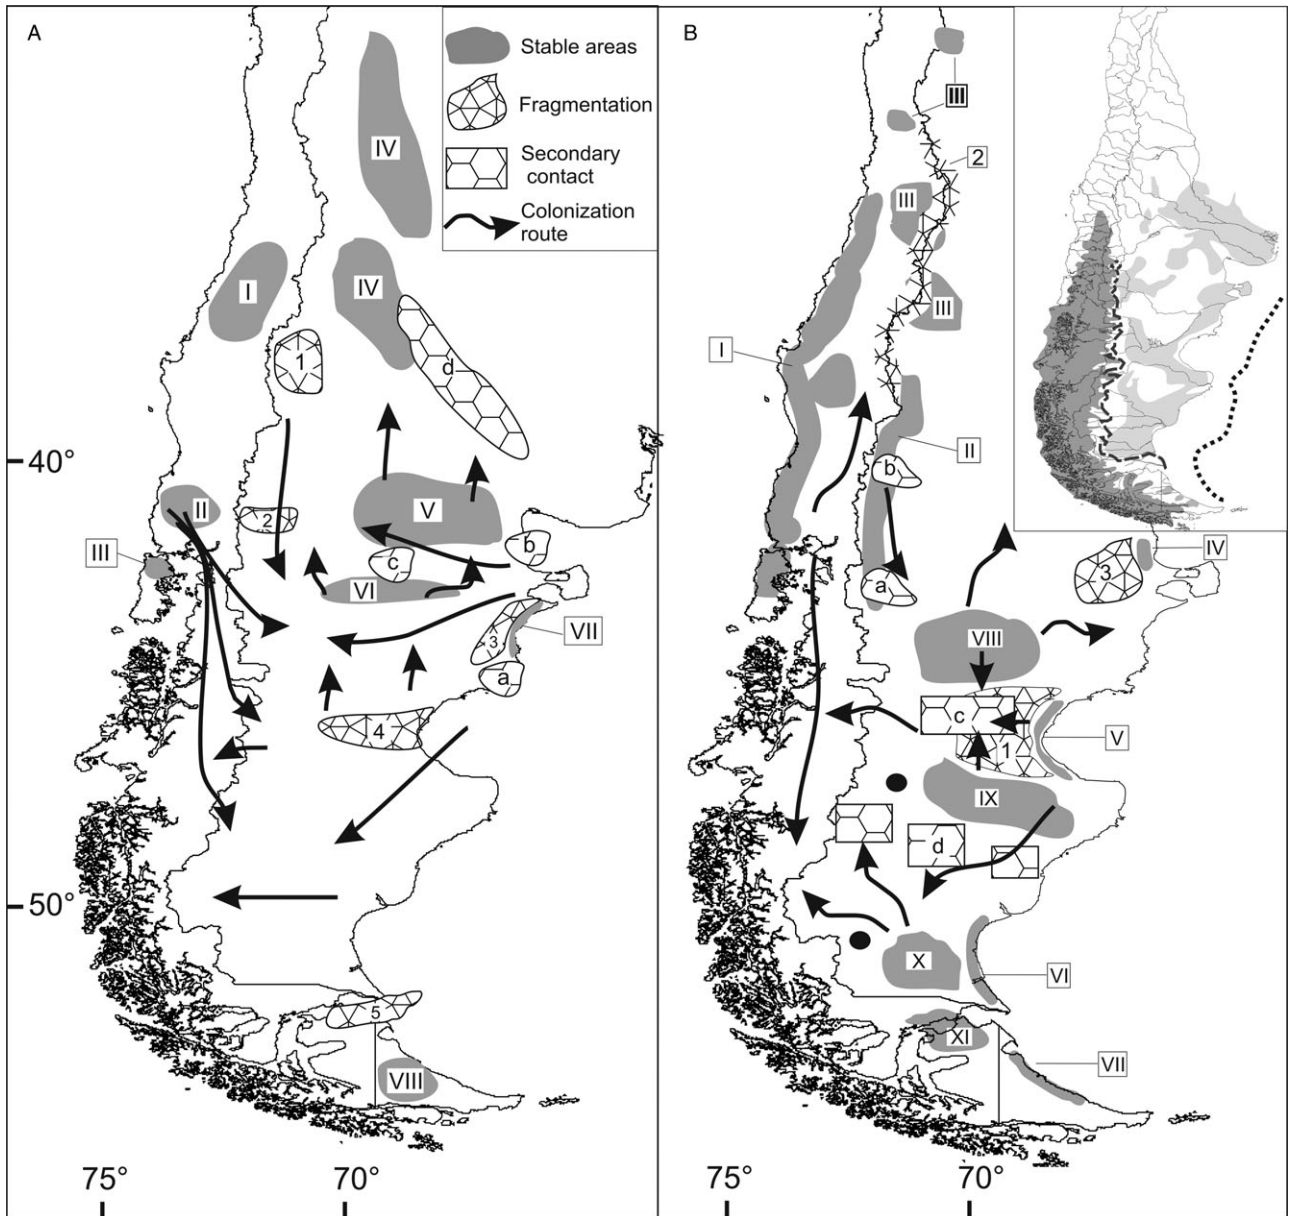 A
Stable areas
Fragmentation
Secondary
contact
Colonization
route
IV
I
IV
1
d
40°
II
2
V
b
III
c
VI
3
VII
a
4
50°
5
VIII
75°
70°
B
III
2
III
III
I
II
b
IV
3
a
VIII
c
V
1
IX
d
X
VI
XI
VII
75°
70°